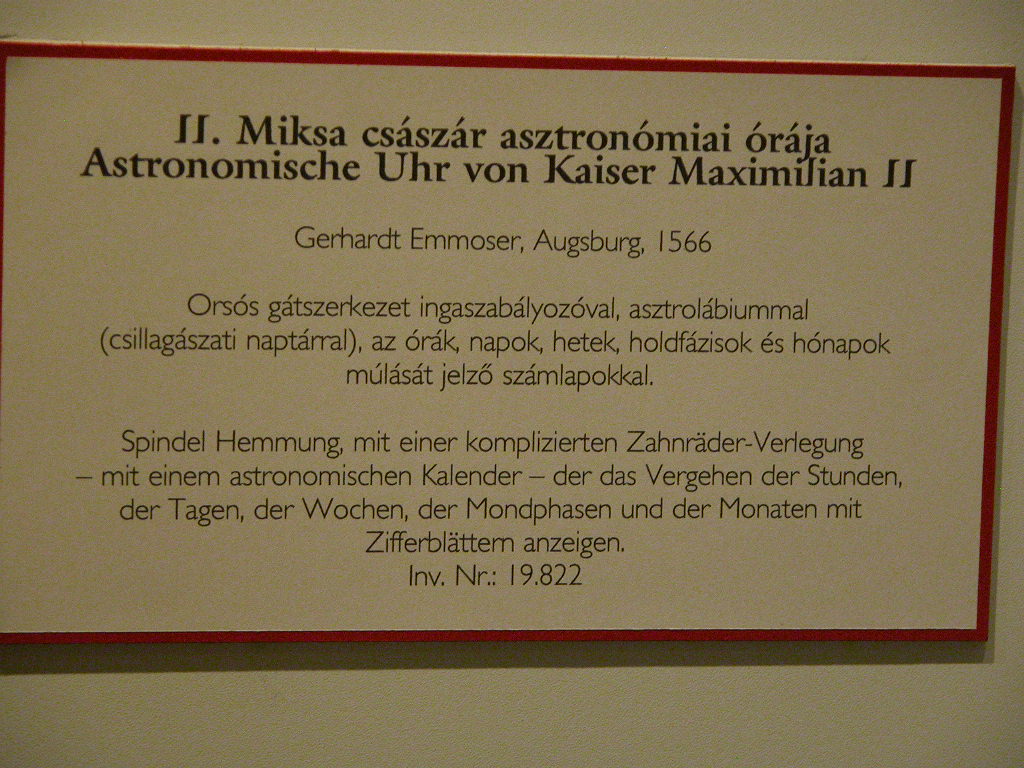 II. Miksa császár asztronómiai órája
Astronomische Uhr von Kaiser Maximilian II
Gerhardt Emmoser, Augsburg, 1566
Orsós gátszerkezet ingaszabályozóval, asztrolábiummal
(csillagászati naptárral), az órák, napok, hetek, holdfázisok és hónapok
múlását jelző számlapokkal.
Spindel Hemmung, mit einer komplizierten Zahnräder-Verlegung
– mit einem astronomischen Kalender – der das Vergehen der Stunden,
der Tagen, der Wochen, der Mondphasen und der Monaten mit
Zifferblättern anzeigen.
Inv. Nr.: 19.822